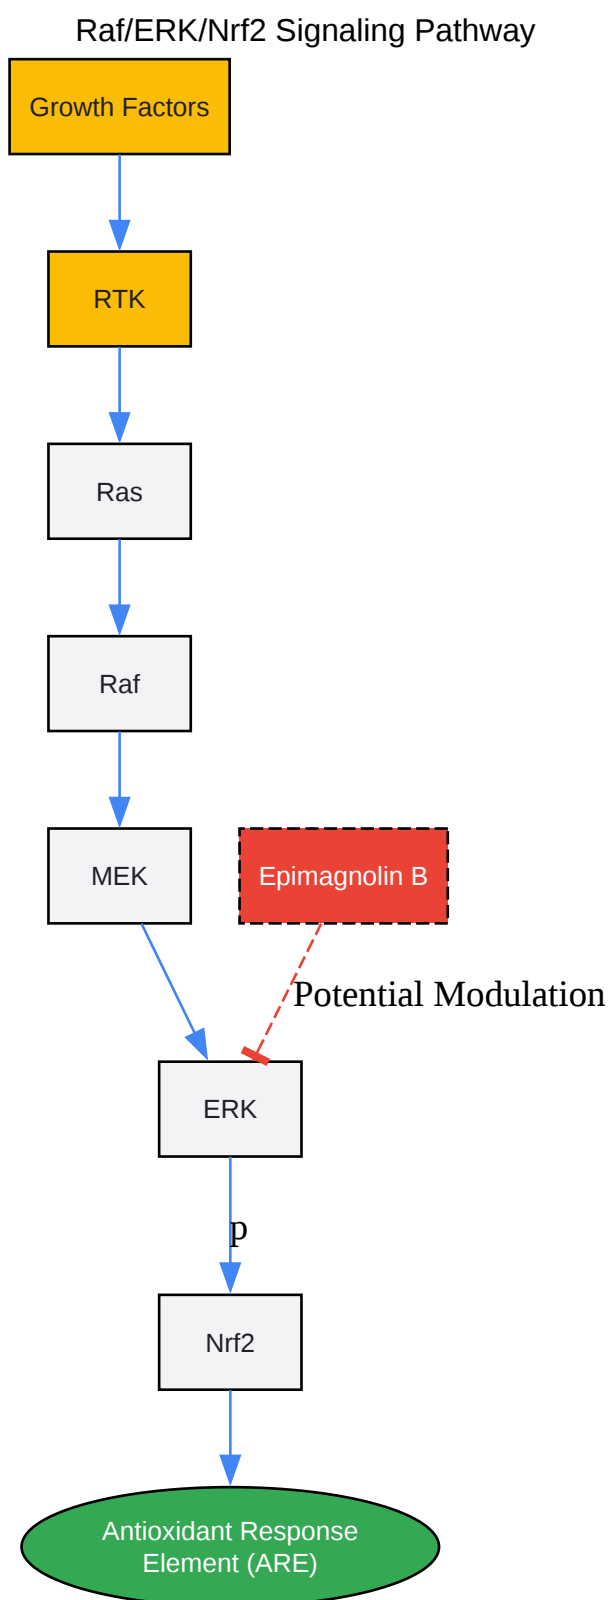 Raf/ERK/Nrf2 Signaling Pathway
Growth Factors
RTK
Ras
Raf
MEK
Epimagnolin B
Potential Modulation
ERK
p
Nrf2
Antioxidant Response
Element (ARE)